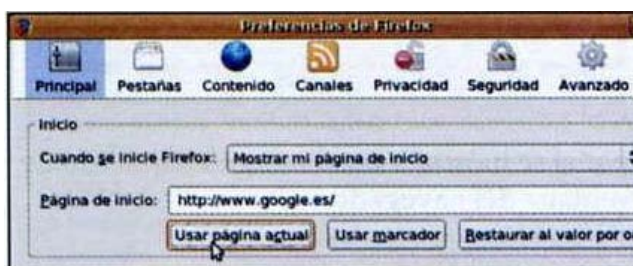 Preferencias de Firefox
Principal Pestañas Contenido Canales Privacidad Seguridad Avanzado
Inicio
Cuando se inicie Firefox: Mostrar mi página de inicio
Página de inicio: http://www.google.es/
Usar página actual Usar marcador Restaurar al valor por